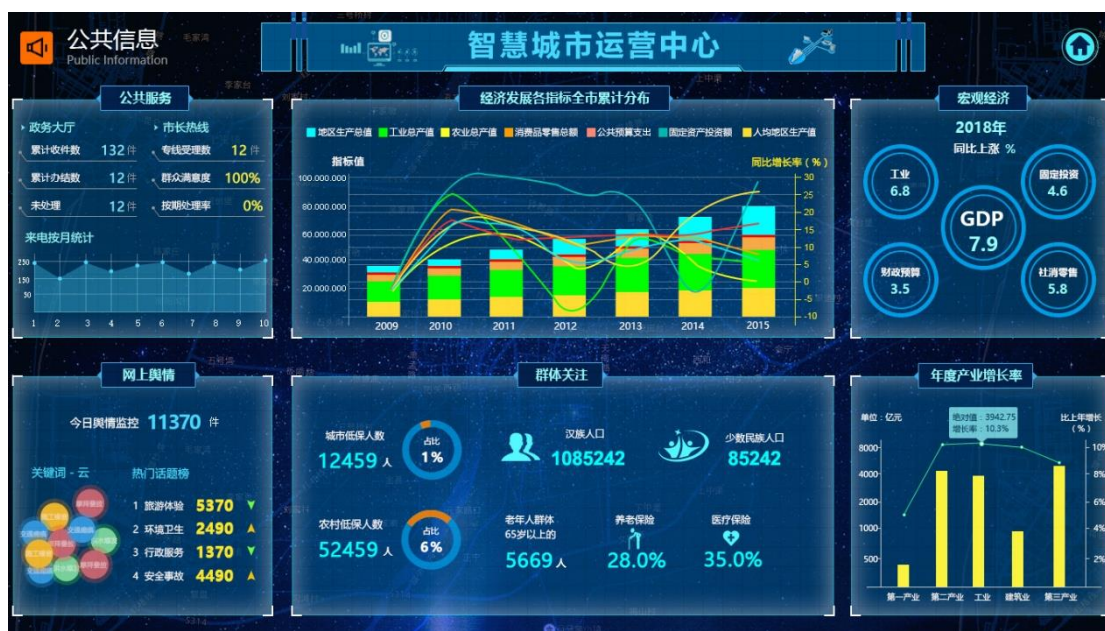 公共信息
Public Information
智慧城市运营中心
公共服务
政务大厅
市长热线
累计收件数 132 件
专线受理数 12 件
累计办结数 12 件
群众满意度 100%
未处理 12 件
按期处理率 0%
来电按月统计
250
150
50
1 2 3 4 5 6 7 8 9 10
经济发展各指标全市累计分布
地区生产总值 工业总产值 农业总产值 消费品零售总额 公共预算支出 固定资产投资额 人均地区生产值
指标值
同比增长率（%）
100.000.000
80.000.000
60.000.000
40.000.000
20.000.000
30
20
15
10
5
0
-5
-10
2009 2010 2011 2012 2013 2014 2015
宏观经济
2018年
同比上涨 %
工业
6.8
固定投资
4.6
GDP
7.9
财政预算
3.5
社消零售
5.8
网上舆情
今日舆情监控 11370 件
关键词 - 云
热门话题榜
1 旅游体验 5370
2 环境卫生 2490
3 行政服务 1370
4 安全事故 4490
群体关注
城市低保人数
12459 人
占比
1%
汉族人口
1085242
少数民族人口
85242
农村低保人数
52459 人
占比
6%
老年人群体
65岁以上的
5669 人
养老保险
28.0%
医疗保险
35.0%
年度产业增长率
单位：亿元
绝对值：3942.75
增长率：10.3%
比上年增长
（%）
8000
4000
2000
1000
500
10%
8%
6%
4%
2%
第一产业 第二产业 工业 建筑业 第三产业